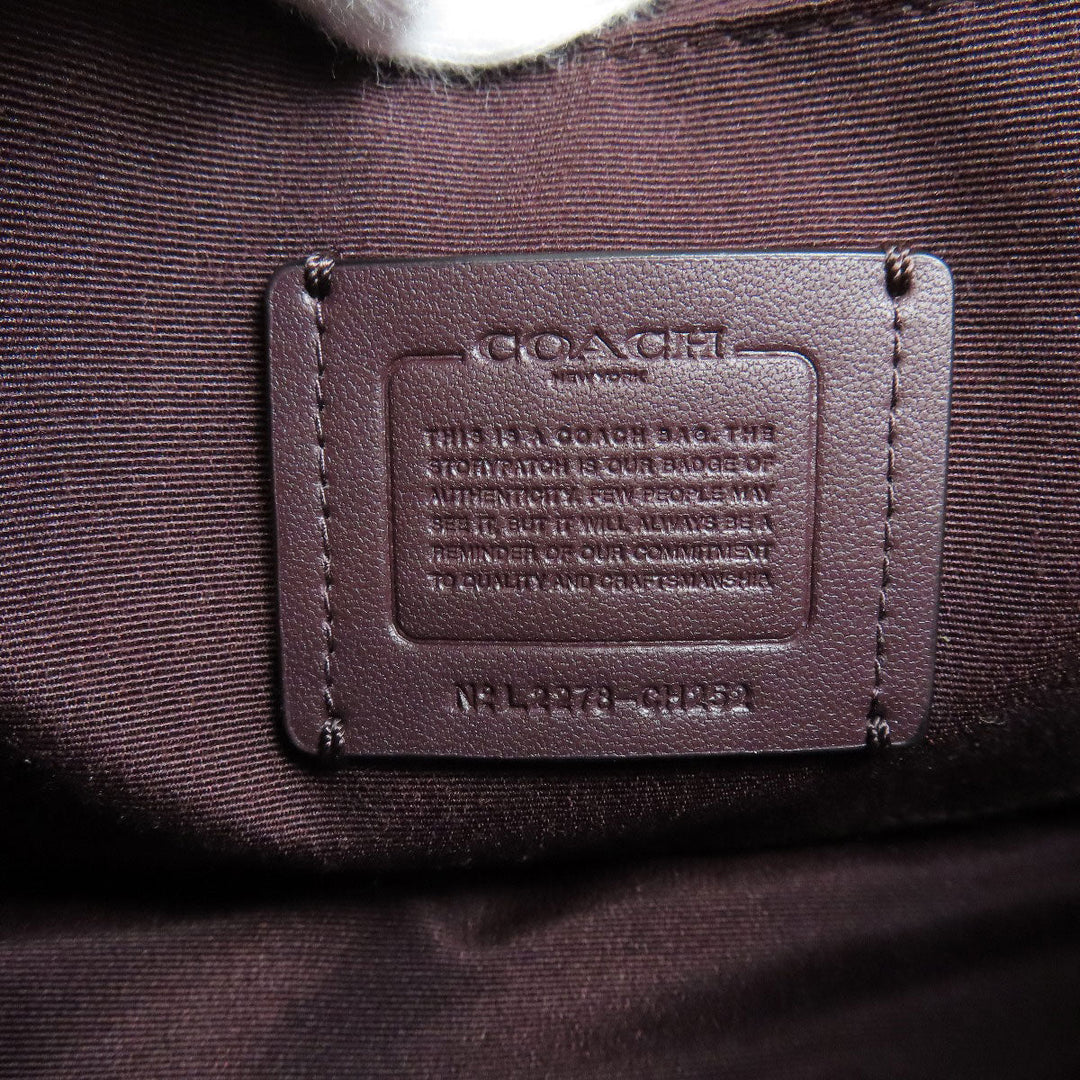 COACH
NEW YORK
THIS IS A COACH BAG. THE
STORYPATCH IS OUR BADGE OF
AUTHENTICITY. FEW PEOPLE MAY
SEE IT, BUT IT WILL ALWAYS BE A
REMINDER OF OUR COMMITMENT
TO QUALITY AND CRAFTSMANSHIP.
Nº L2278-CH252